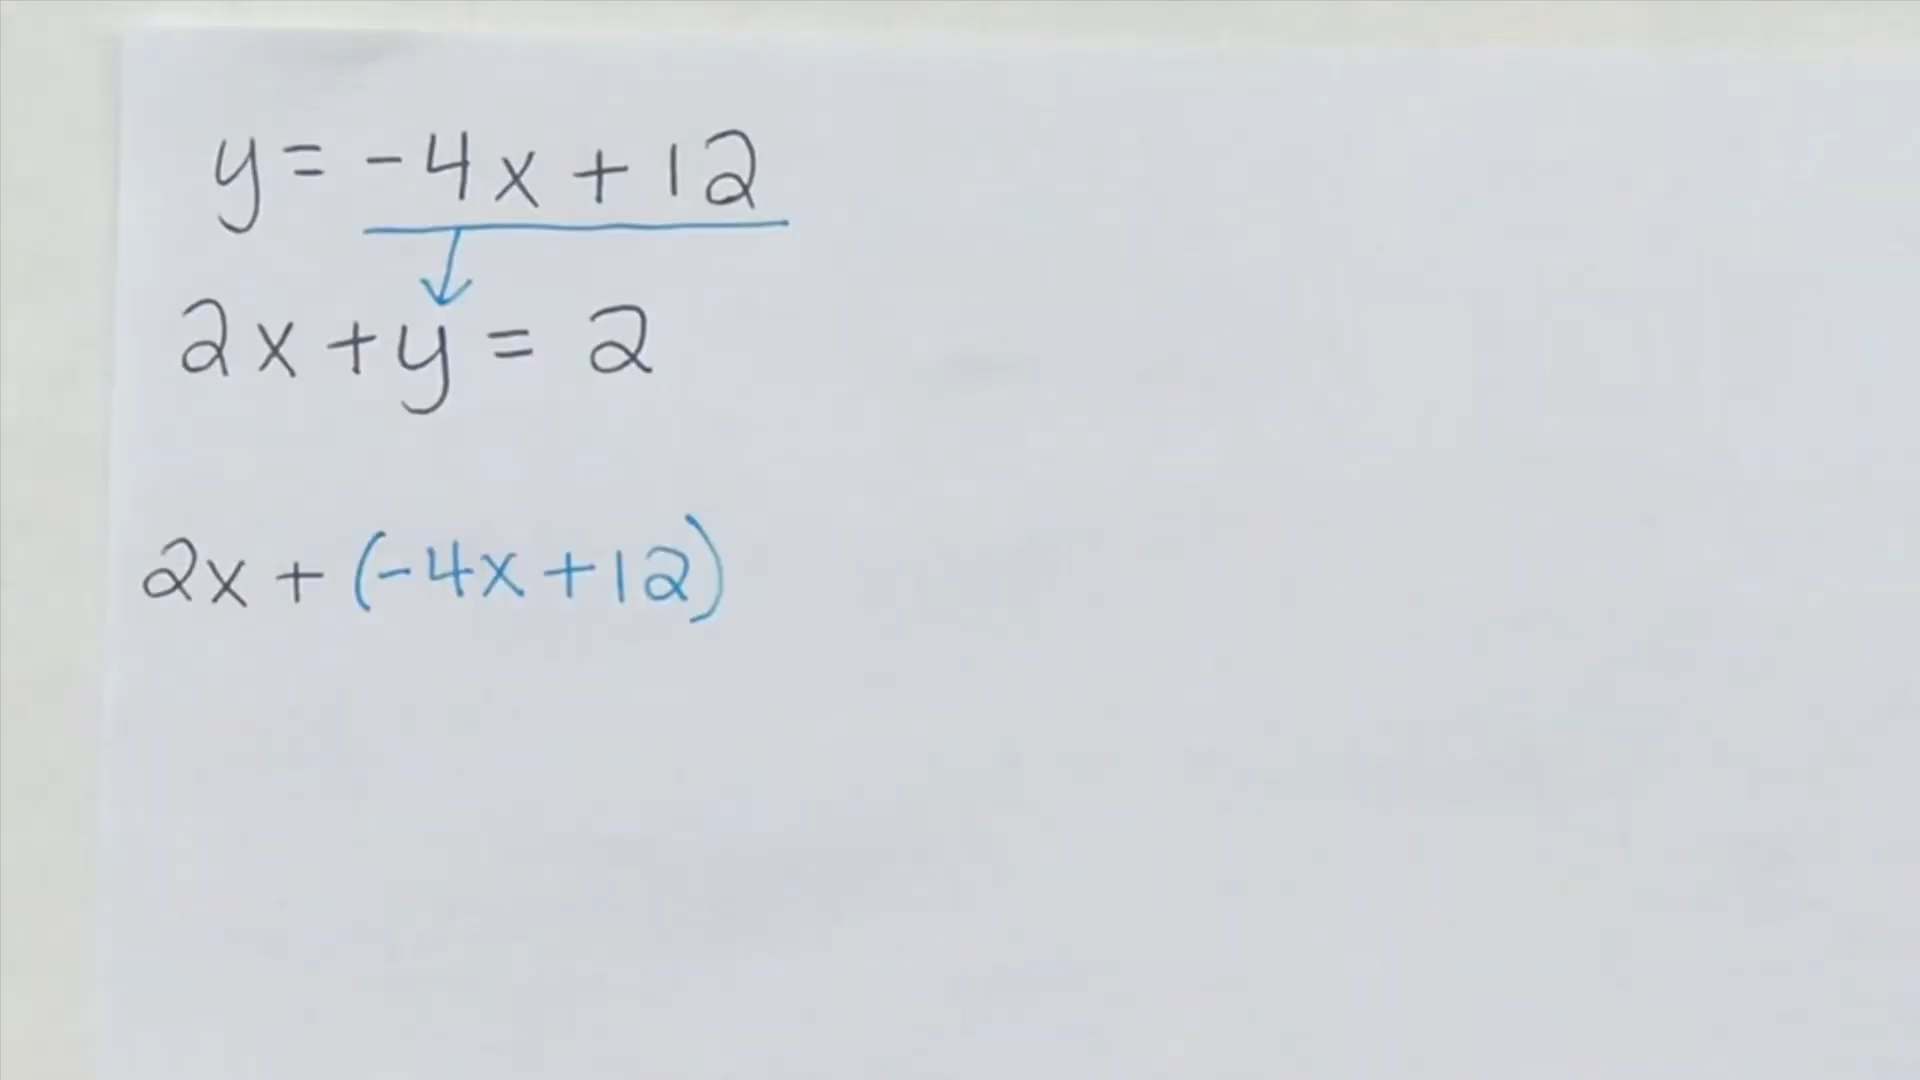 y = -4x + 12
2x + y = 2
2x + (-4x + 12)